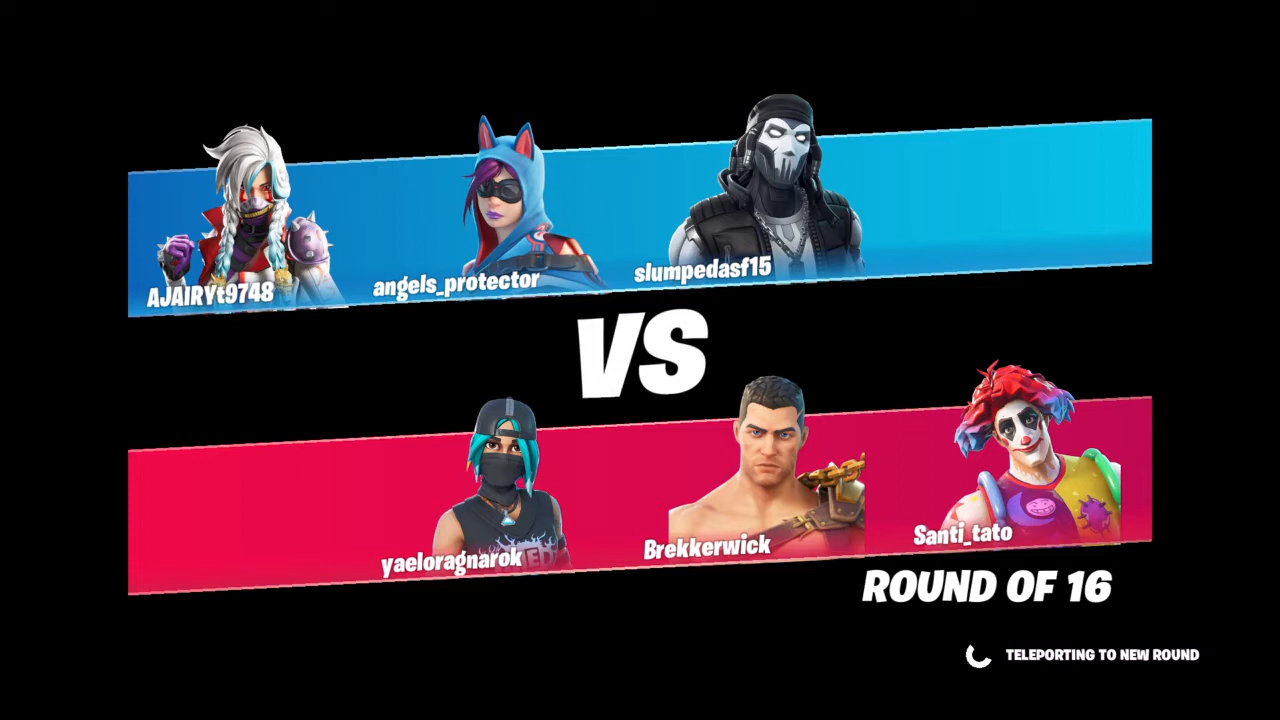 AJAIRYt9748
angels_protector
slumpedasf15
VS
yaeloragnarok
Brekkerwick
Santi_tato
ROUND OF 16
TELEPORTING TO NEW ROUND